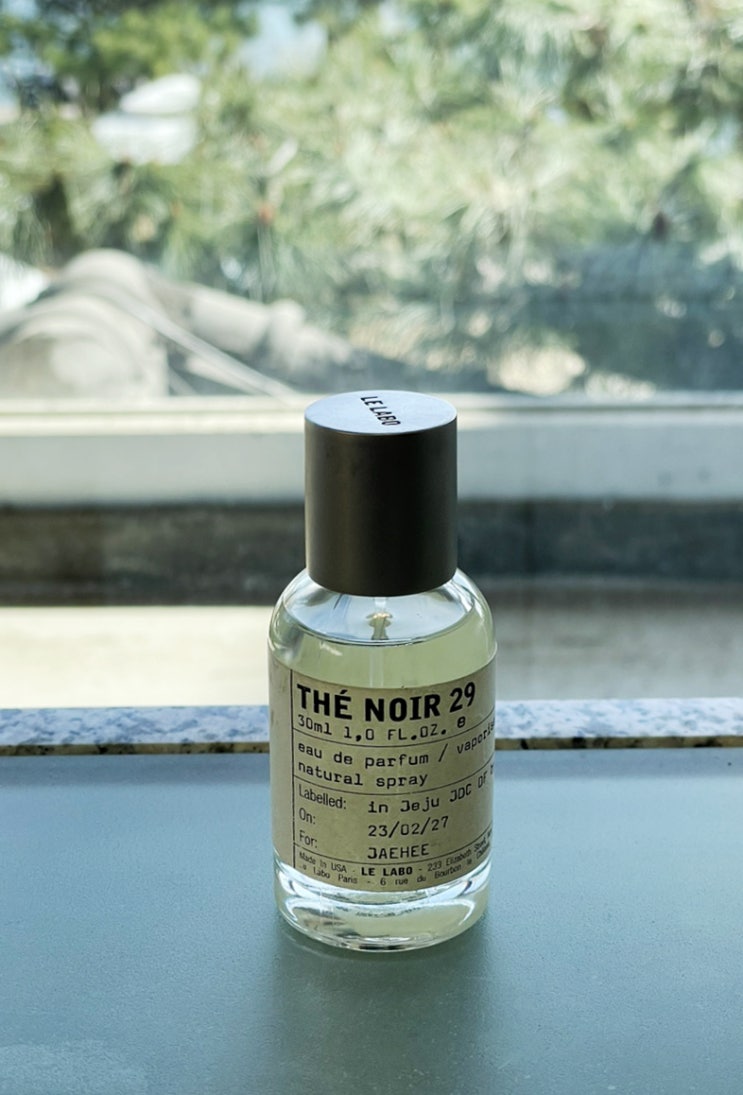 LE LABO
THÉ NOIR 29
30ml 1,0 FL.OZ. e
eau de parfum /
natural spray
Labelled: in Jeju JDC OF
On: 23/02/27
For: JAEHEE
Made in USA - LE LABO - 233 Elizabeth
Labo Paris - 6 rue du Bourbon le